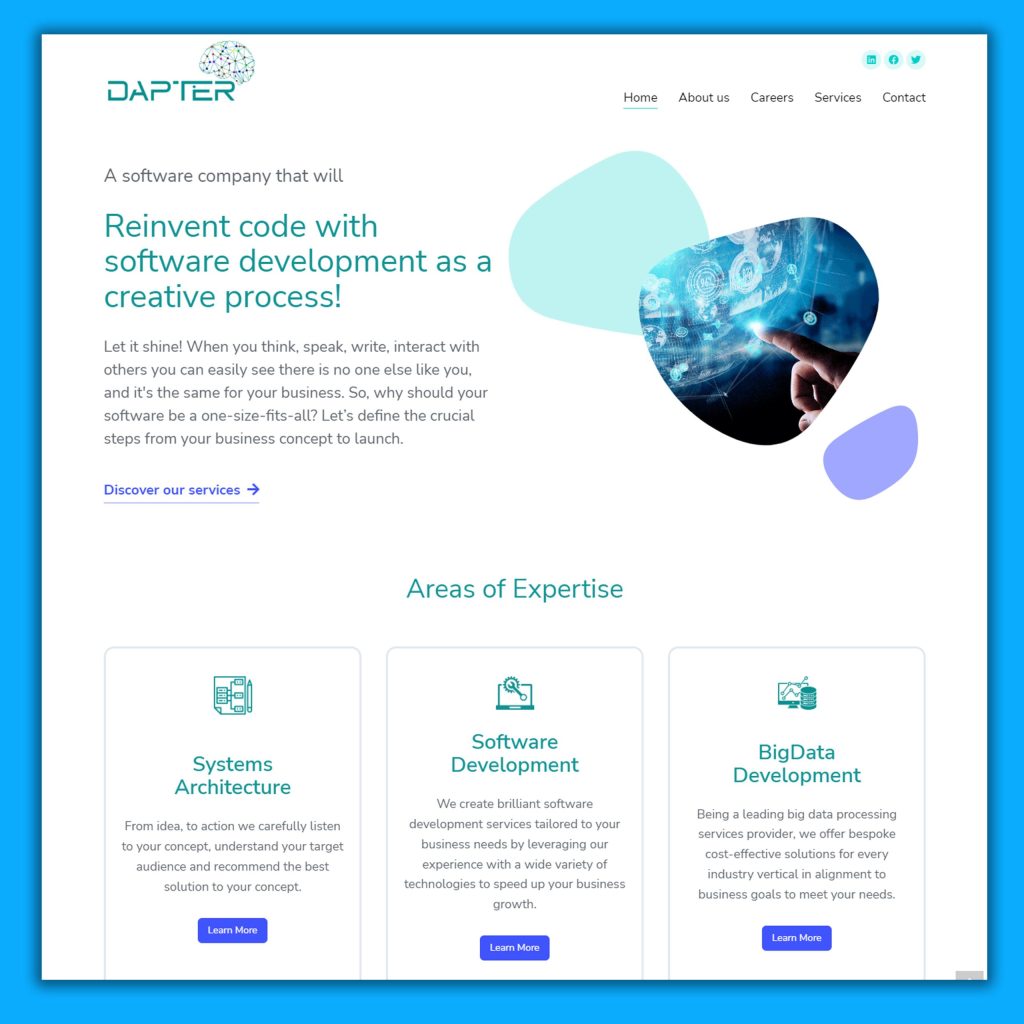 DAPTER
Home About us Careers Services Contact
A software company that will
Reinvent code with
software development as a
creative process!
Let it shine! When you think, speak, write, interact with
others you can easily see there is no one else like you,
and it's the same for your business. So, why should your
software be a one-size-fits-all? Let’s define the crucial
steps from your business concept to launch.
Discover our services
Areas of Expertise
Systems
Architecture
From idea, to action we carefully listen
to your concept, understand your target
audience and recommend the best
solution to your concept.
Learn More
Software
Development
We create brilliant software
development services tailored to your
business needs by leveraging our
experience with a wide variety of
technologies to speed up your business
growth.
Learn More
BigData
Development
Being a leading big data processing
services provider, we offer bespoke
cost-effective solutions for every
industry vertical in alignment to
business goals to meet your needs.
Learn More